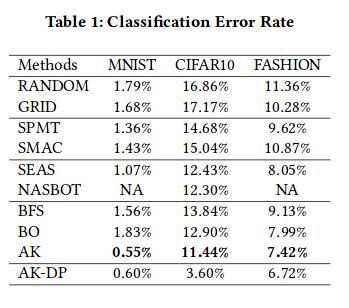 Table 1: Classification Error Rate
Methods MNIST CIFAR10 FASHION
RANDOM 1.79% 16.86% 11.36%
GRID 1.68% 17.17% 10.28%
SPMT 1.36% 14.68% 9.62%
SMAC 1.43% 15.04% 10.87%
SEAS 1.07% 12.43% 8.05%
NASBOT NA 12.30% NA
BFS 1.56% 13.84% 9.13%
BO 1.83% 12.90% 7.99%
AK 0.55% 11.44% 7.42%
AK-DP 0.60% 3.60% 6.72%